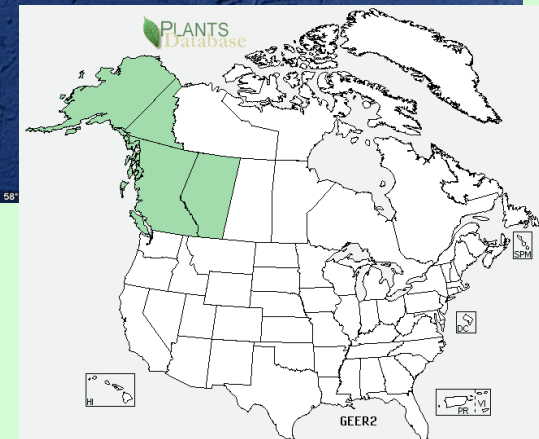 PLANTS
Database
58°
SPM
DC
HI
PR
VI
GEER2